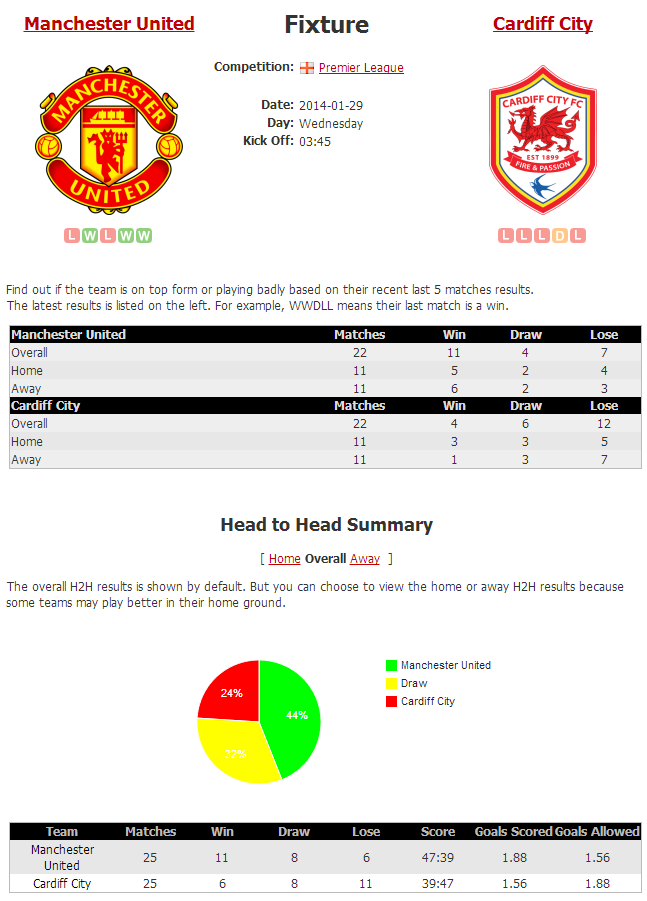 Manchester United
Fixture
Cardiff City
Competition: Premier League
Date: 2014-01-29
Day: Wednesday
Kick Off: 03:45
MANCHESTER
UNITED
CARDIFF CITY FC
EST 1899
FIRE & PASSION
L W L W W
L L L D L
Find out if the team is on top form or playing badly based on their recent last 5 matches results.
The latest results is listed on the left. For example, WWDLL means their last match is a win.
Manchester United Matches Win Draw Lose
Overall 22 11 4 7
Home 11 5 2 4
Away 11 6 2 3
Cardiff City Matches Win Draw Lose
Overall 22 4 6 12
Home 11 3 3 5
Away 11 1 3 7
Head to Head Summary
[ Home Overall Away ]
The overall H2H results is shown by default. But you can choose to view the home or away H2H results because
some teams may play better in their home ground.
24%
44%
32%
Manchester United
Draw
Cardiff City
Team Matches Win Draw Lose Score Goals Scored Goals Allowed
Manchester
United 25 11 8 6 47:39 1.88 1.56
Cardiff City 25 6 8 11 39:47 1.56 1.88